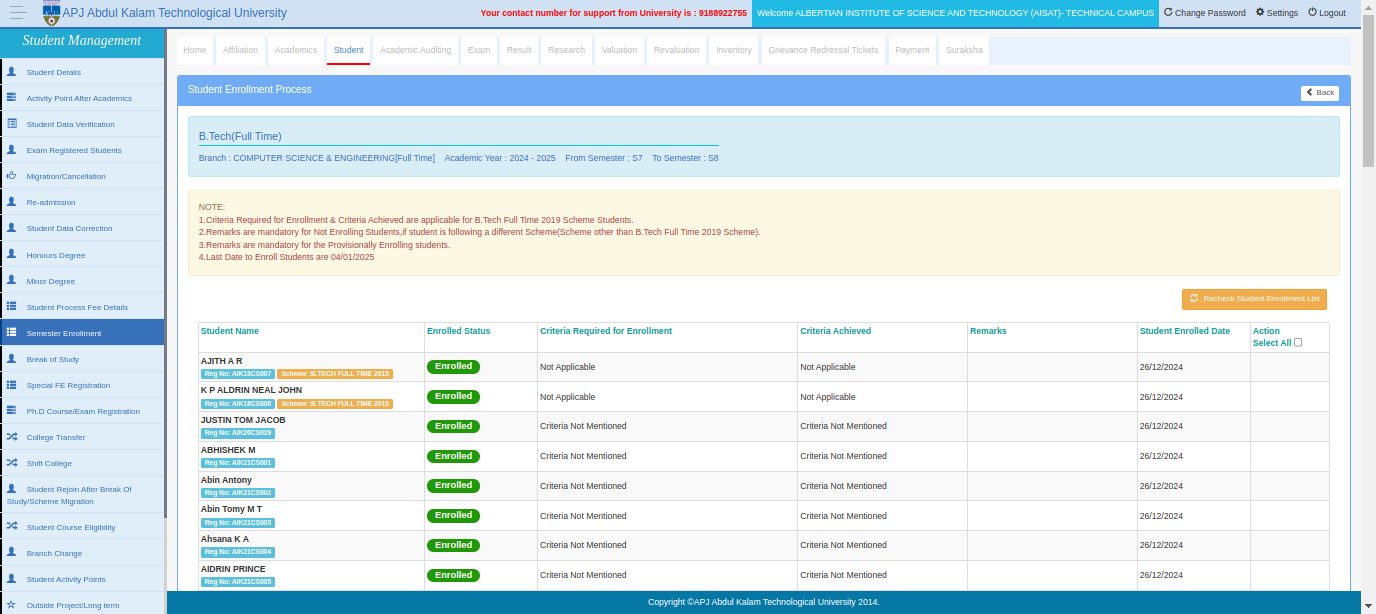 APJ Abdul Kalam Technological University
Your contact number for support from University is : 9188922755
Welcome ALBERTIAN INSTITUTE OF SCIENCE AND TECHNOLOGY (AISAT)- TECHNICAL CAMPUS
Change Password Settings Logout
Student Management
Student Details
Activity Point After Academics
Student Data Verification
Exam Registered Students
Migration/Cancellation
Re-admission
Student Data Correction
Honours Degree
Minor Degree
Student Process Fee Details
Semester Enrollment
Break of Study
Special FE Registration
Ph.D Course/Exam Registration
College Transfer
Shift College
Student Rejoin After Break Of
Study/Scheme Migration
Student Course Eligibility
Branch Change
Student Activity Points
Outside Project/Long term
Home Affiliation Academics Student Academic Auditing Exam Result Research Valuation Revaluation Inventory Grievance Redressal Tickets Payment Suraksha
Student Enrollment Process
Back
B.Tech(Full Time)
Branch : COMPUTER SCIENCE & ENGINEERING[Full Time] Academic Year : 2024 - 2025 From Semester : S7 To Semester : S8
NOTE:
1.Criteria Required for Enrollment & Criteria Achieved are applicable for B.Tech Full Time 2019 Scheme Students.
2.Remarks are mandatory for Not Enrolling Students,if student is following a different Scheme(Scheme other than B.Tech Full Time 2019 Scheme).
3.Remarks are mandatory for the Provisionally Enrolling students.
4.Last Date to Enroll Students are 04/01/2025
Recheck Student Enrollment List
Student Name Enrolled Status Criteria Required for Enrollment Criteria Achieved Remarks Student Enrolled Date Action
Select All
AJITH A R
Reg No: AIK18CS007 Scheme :B.TECH FULL TIME 2015
Enrolled Not Applicable Not Applicable 26/12/2024
K P ALDRIN NEAL JOHN
Reg No: AIK18CS008 Scheme :B.TECH FULL TIME 2015
Enrolled Not Applicable Not Applicable 26/12/2024
JUSTIN TOM JACOB
Reg No: AIK20CS029
Enrolled Criteria Not Mentioned Criteria Not Mentioned 26/12/2024
ABHISHEK M
Reg No: AIK21CS001
Enrolled Criteria Not Mentioned Criteria Not Mentioned 26/12/2024
Abin Antony
Reg No: AIK21CS002
Enrolled Criteria Not Mentioned Criteria Not Mentioned 26/12/2024
Abin Tomy M T
Reg No: AIK21CS003
Enrolled Criteria Not Mentioned Criteria Not Mentioned 26/12/2024
Ahsana K A
Reg No: AIK21CS004
Enrolled Criteria Not Mentioned Criteria Not Mentioned 26/12/2024
AIDRIN PRINCE
Reg No: AIK21CS005
Enrolled Criteria Not Mentioned Criteria Not Mentioned 26/12/2024
Copyright ©APJ Abdul Kalam Technological University 2014.